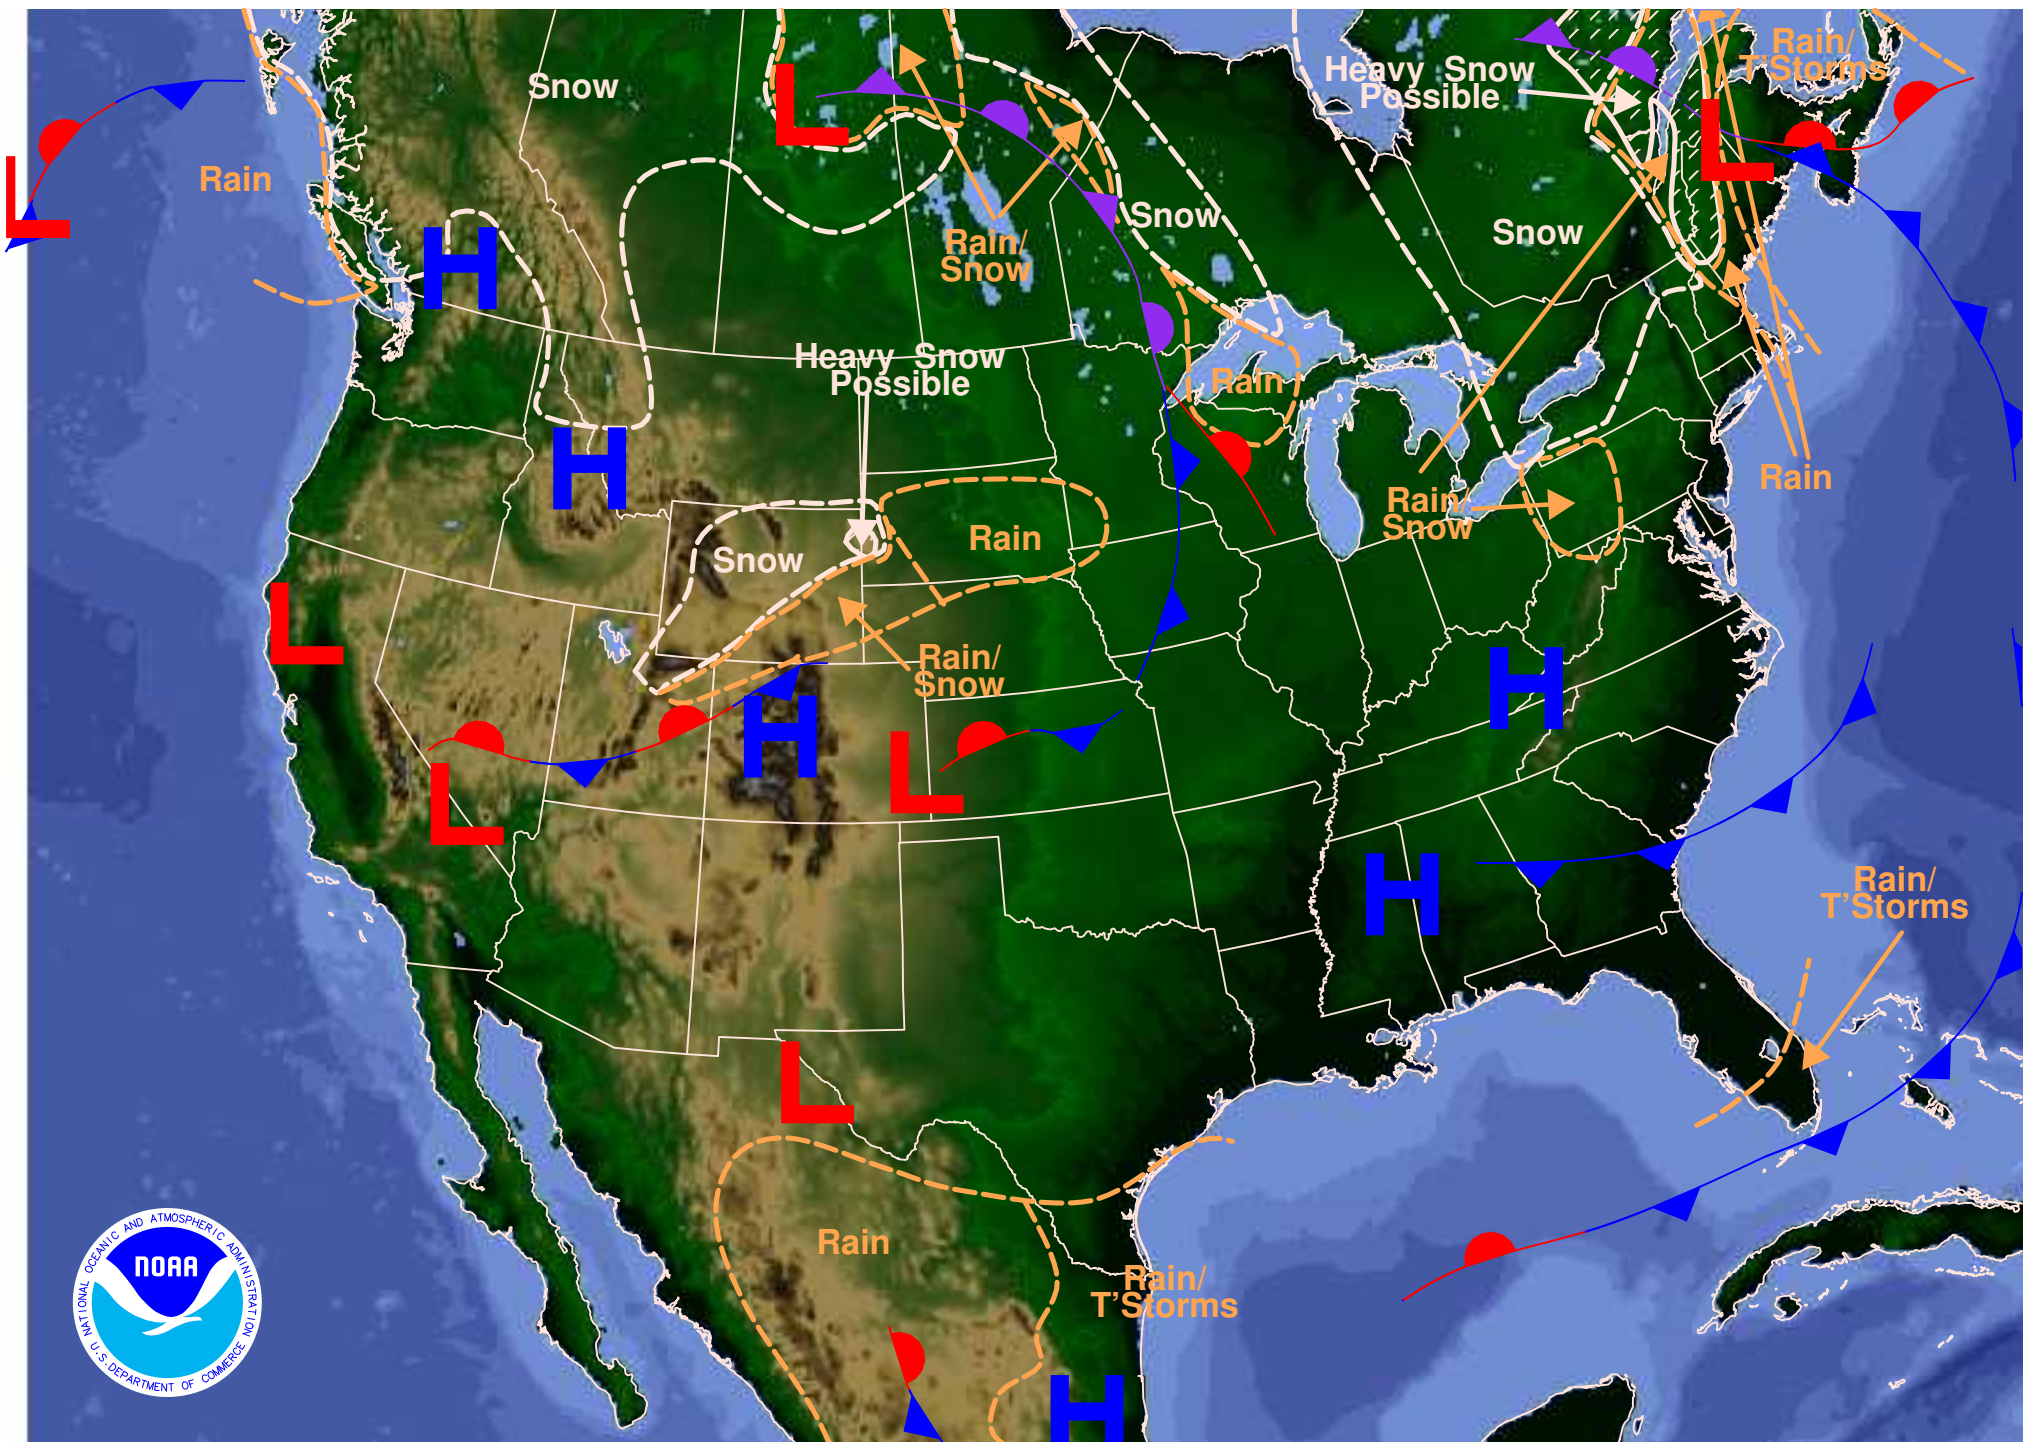 Rain/
T'Storms
Heavy Snow
Possible
Snow
Rain
Snow
Snow
Rain/
Snow
Heavy Snow
Possible
Rain
Rain
Rain/
Snow
Rain
Snow
Rain/
Snow
L
L
L
H
H
L
H
L
L
H
H
L
H
Rain/
T'Storms
Rain
Rain/
T'Storms
NATIONAL OCEANIC AND ATMOSPHERIC ADMINISTRATION
NOAA
U.S. DEPARTMENT OF COMMERCE